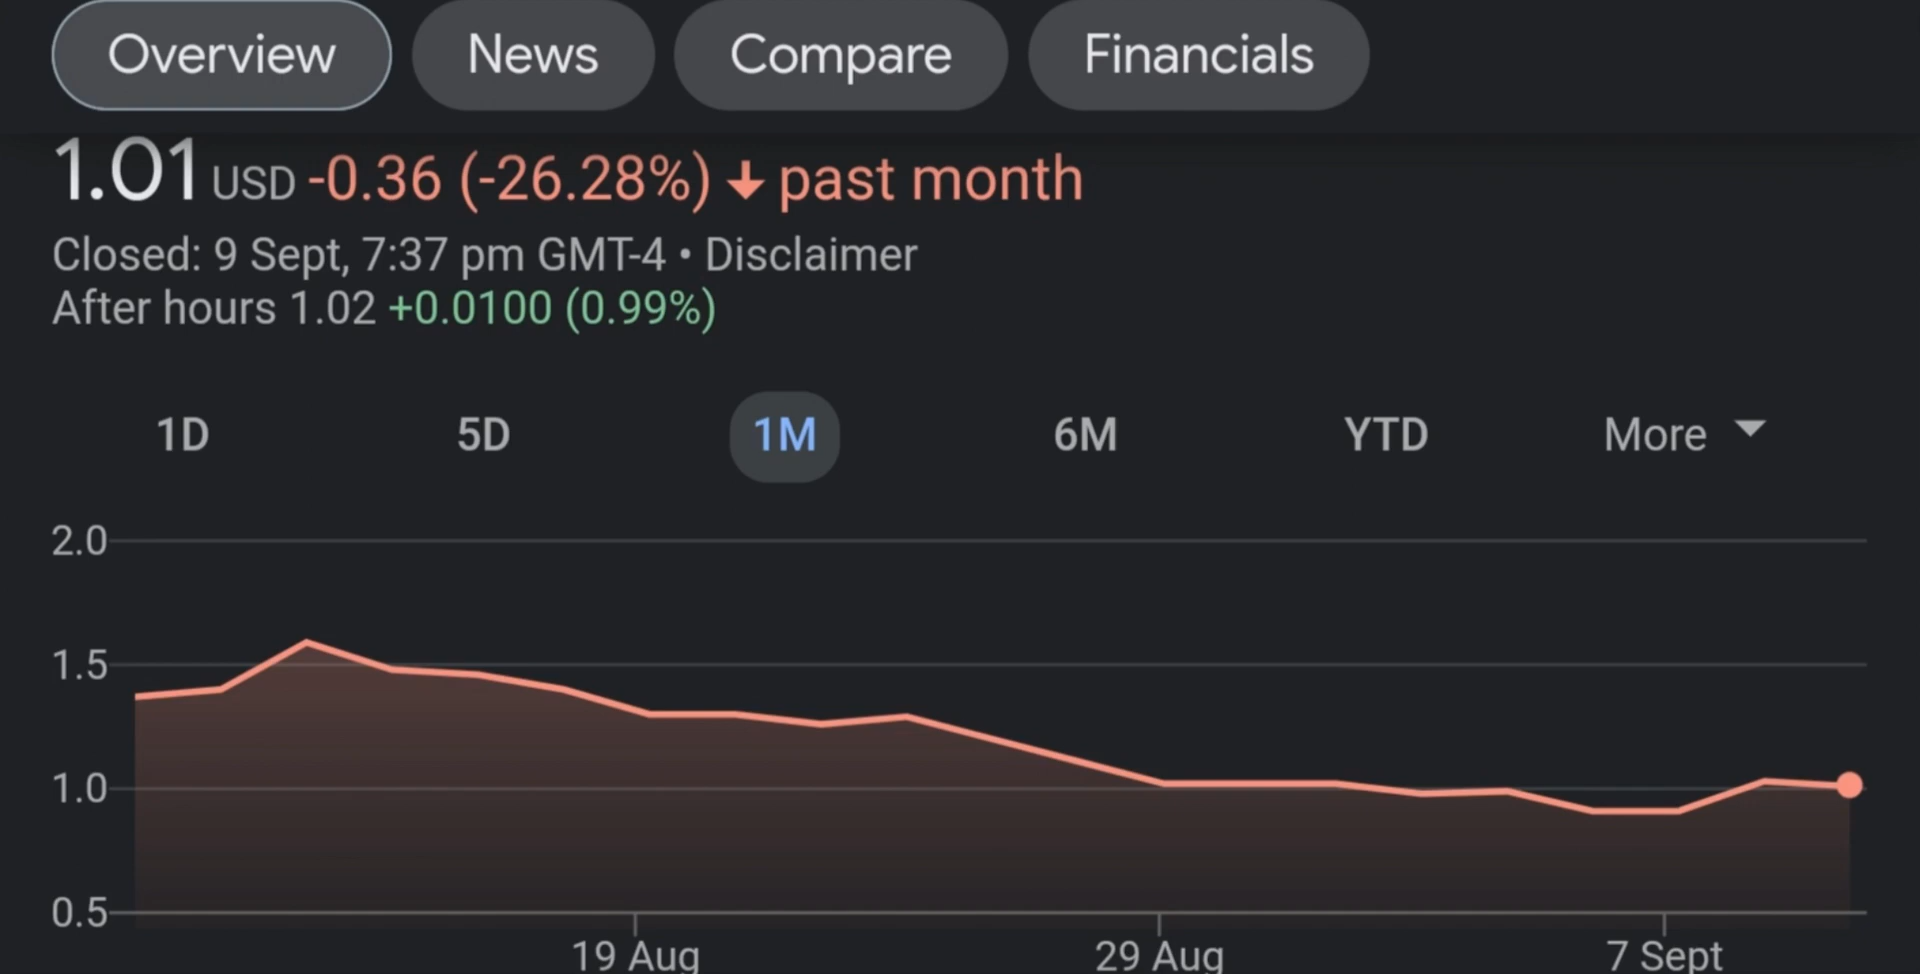 Overview News Compare Financials
1.01 USD -0.36 (-26.28%) ↓ past month
Closed: 9 Sept, 7:37 pm GMT-4 • Disclaimer
After hours 1.02 +0.0100 (0.99%)
1D 5D 1M 6M YTD More
2.0
1.5
1.0
0.5
19 Aug 29 Aug 7 Sept